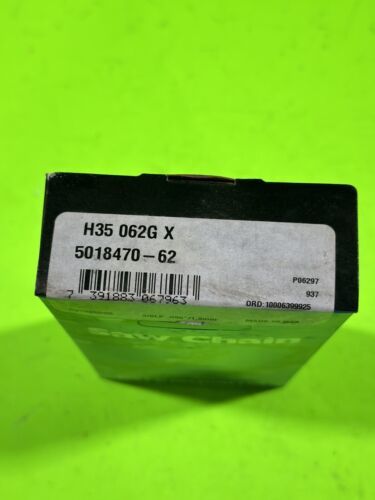 H35 062G X
5018470-62
P06297
937
7 391883 067963
ORD:10006399925
Saw Chain